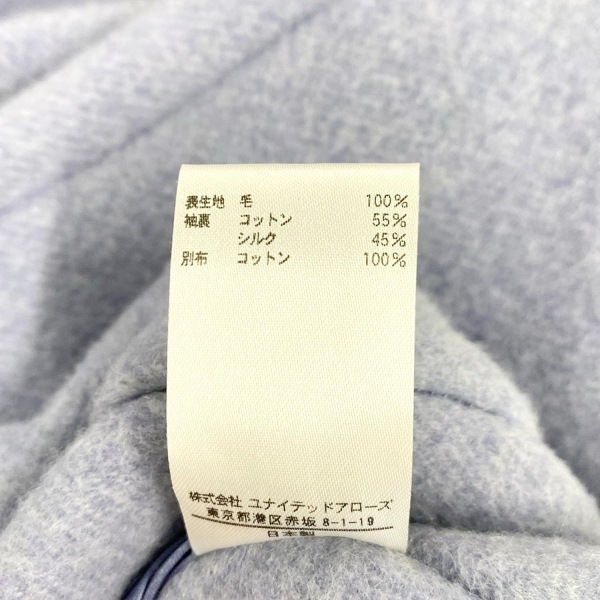 表生地 毛 100%
袖裏 コットン 55%
シルク 45%
別布 コットン 100%
株式会社 ユナイテッドアローズ
東京都港区赤坂 8-1-19
日本製